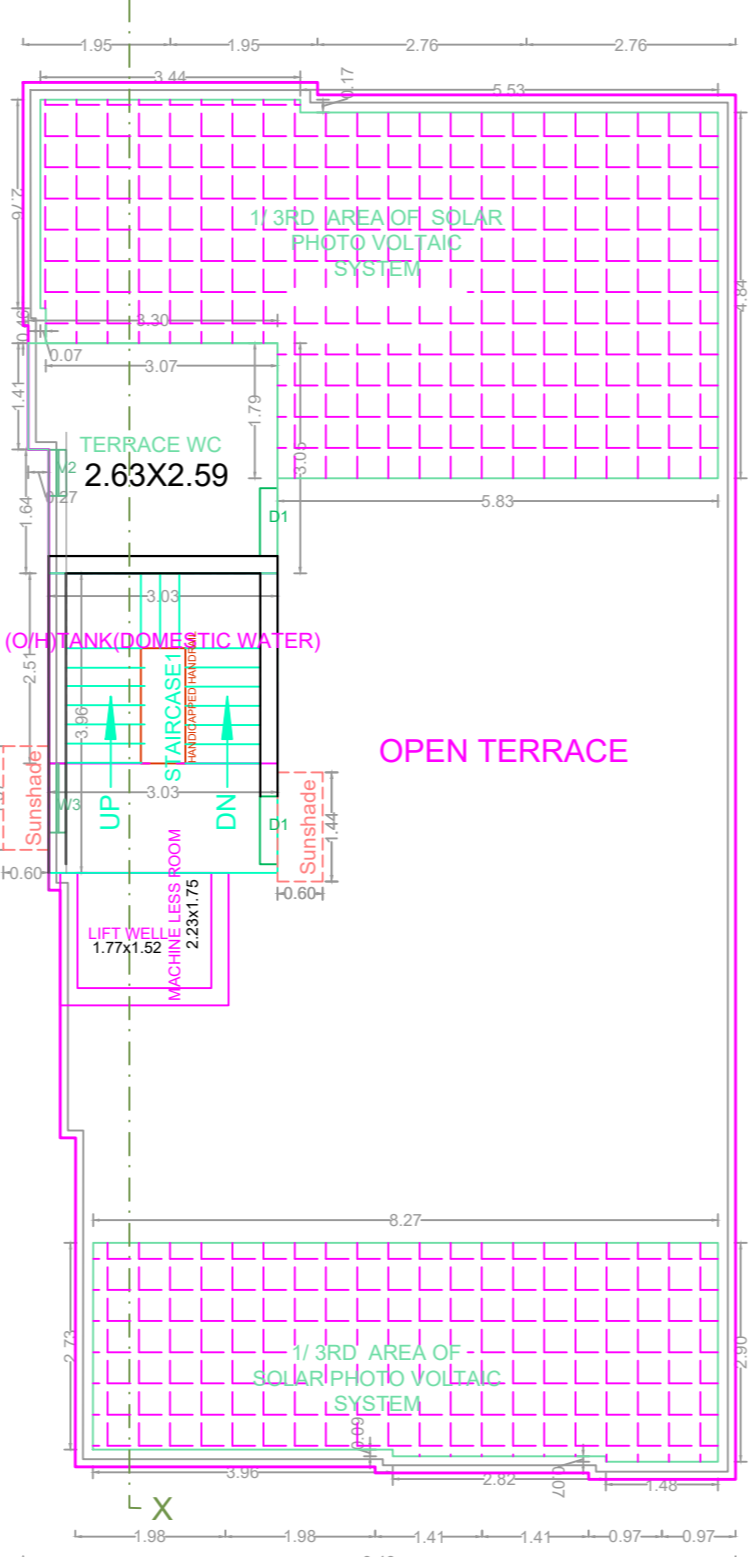 1.95
1.95
2.76
2.76
3.44
0.17
5.53
2.76
1/ 3RD AREA OF SOLAR
PHOTO VOLTAIC
SYSTEM
4.84
0.46
3.30
0.07
3.07
1.41
1.79
3.05
TERRACE WC
2.63X2.59
V2
0.27
1.64
D1
5.83
3.03
(O/H)TANK(DOMESTIC WATER)
2.51
3.96
STAIRCASE1
UP
DN
OPEN TERRACE
Sunshade
W3
3.03
D1
Sunshade
1.44
0.60
0.60
LIFT WELL
1.77x1.52
MACHINE LESS ROOM
2.23x1.75
8.27
2.73
2.90
1/ 3RD AREA OF
SOLAR PHOTO VOLTAIC
SYSTEM
0.09
3.96
2.82
0.07
1.48
X
1.98
1.98
1.41
1.41
0.97
0.97